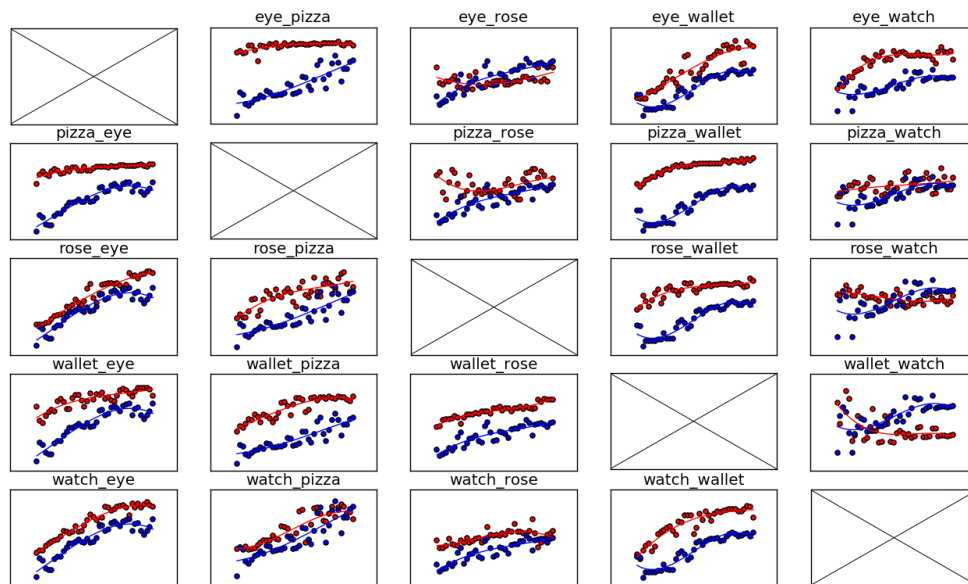 eye_pizza eye_rose eye_wallet eye_watch
pizza_eye pizza_rose pizza_wallet pizza_watch
rose_eye rose_pizza rose_wallet rose_watch
wallet_eye wallet_pizza wallet_rose wallet_watch
watch_eye watch_pizza watch_rose watch_wallet